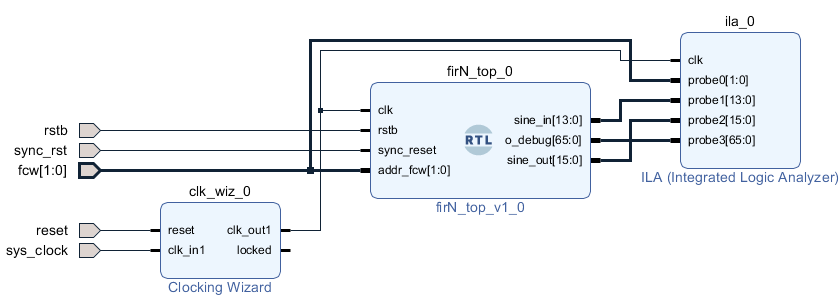 ila_0
clk
probe0[1:0]
probe1[13:0]
probe2[15:0]
probe3[65:0]
ILA (Integrated Logic Analyzer)
firN_top_0
clk
rstb
sync_reset
addr_fcw[1:0]
RTL
sine_in[13:0]
o_debug[65:0]
sine_out[15:0]
firN_top_v1_0
rstb
sync_rst
fcw[1:0]
clk_wiz_0
reset
sys_clock
reset
clk_in1
clk_out1
locked
Clocking Wizard